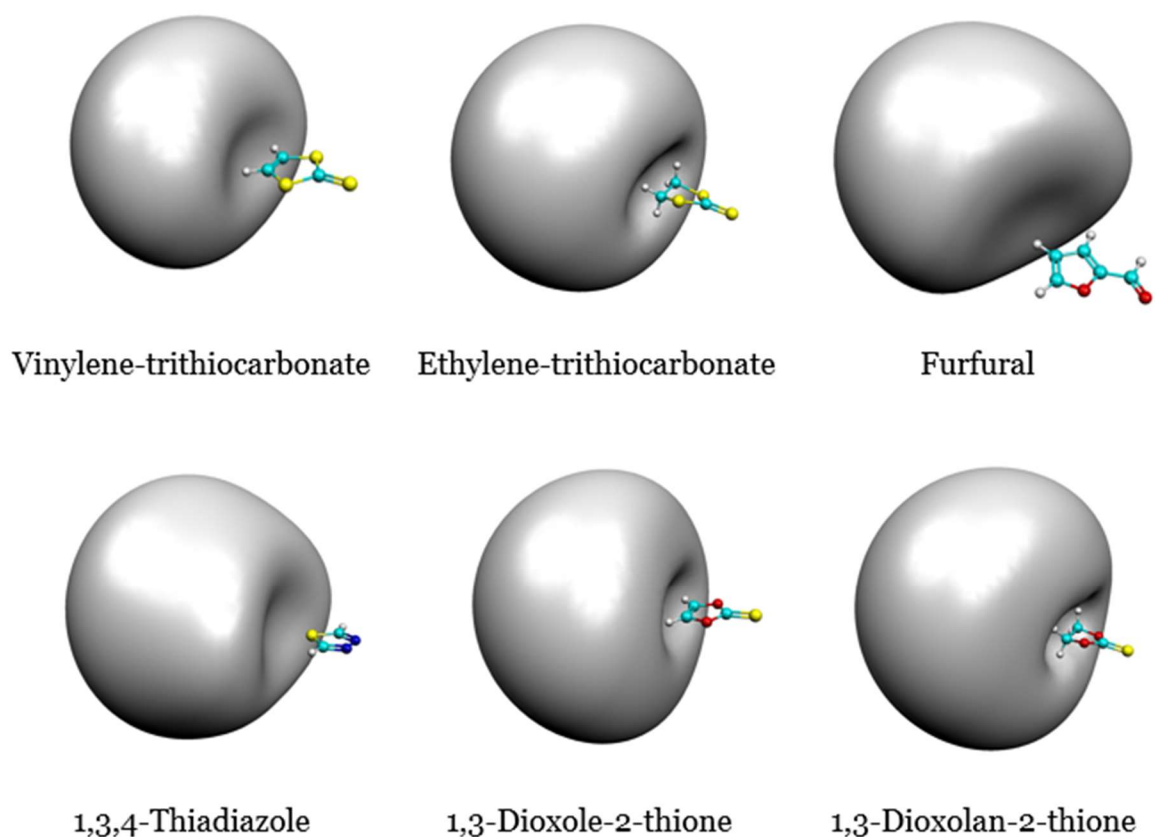 Vinylene-trithiocarbonate
Ethylene-trithiocarbonate
Furfural
1,3,4-Thiadiazole
1,3-Dioxole-2-thione
1,3-Dioxolan-2-thione